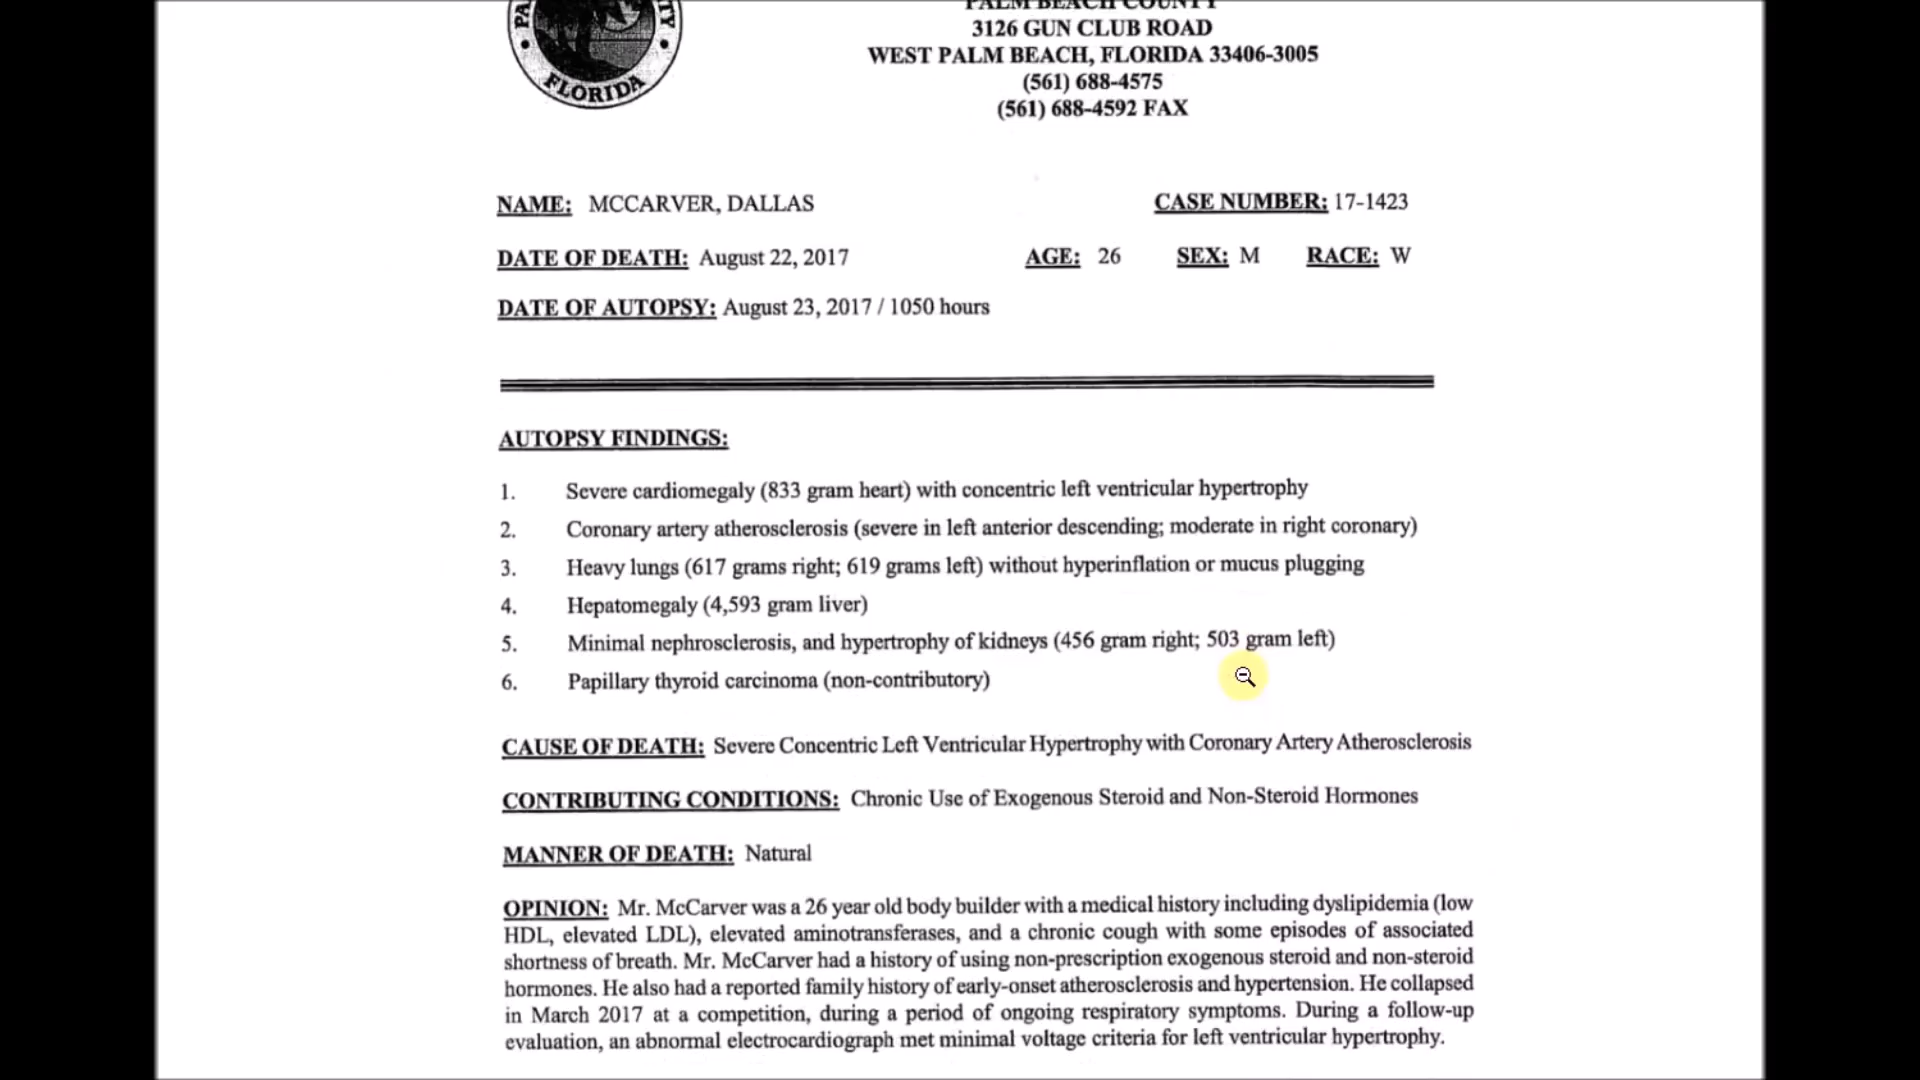 PALM BEACH COUNTY
3126 GUN CLUB ROAD
WEST PALM BEACH, FLORIDA 33406-3005
(561) 688-4575
(561) 688-4592 FAX
FLORIDA
NAME: MCCARVER, DALLAS CASE NUMBER: 17-1423
DATE OF DEATH: August 22, 2017 AGE: 26 SEX: M RACE: W
DATE OF AUTOPSY: August 23, 2017 / 1050 hours
AUTOPSY FINDINGS:
1. Severe cardiomegaly (833 gram heart) with concentric left ventricular hypertrophy
2. Coronary artery atherosclerosis (severe in left anterior descending; moderate in right coronary)
3. Heavy lungs (617 grams right; 619 grams left) without hyperinflation or mucus plugging
4. Hepatomegaly (4,593 gram liver)
5. Minimal nephrosclerosis, and hypertrophy of kidneys (456 gram right; 503 gram left)
6. Papillary thyroid carcinoma (non-contributory)
CAUSE OF DEATH: Severe Concentric Left Ventricular Hypertrophy with Coronary Artery Atherosclerosis
CONTRIBUTING CONDITIONS: Chronic Use of Exogenous Steroid and Non-Steroid Hormones
MANNER OF DEATH: Natural
OPINION: Mr. McCarver was a 26 year old body builder with a medical history including dyslipidemia (low
HDL, elevated LDL), elevated aminotransferases, and a chronic cough with some episodes of associated
shortness of breath. Mr. McCarver had a history of using non-prescription exogenous steroid and non-steroid
hormones. He also had a reported family history of early-onset atherosclerosis and hypertension. He collapsed
in March 2017 at a competition, during a period of ongoing respiratory symptoms. During a follow-up
evaluation, an abnormal electrocardiograph met minimal voltage criteria for left ventricular hypertrophy.